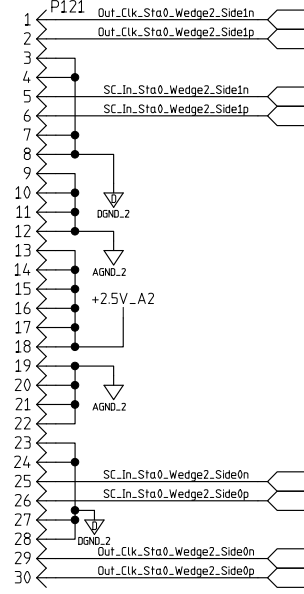 P121
1 Out_Clk_Sta0_Wedge2_Side1n
2 Out_Clk_Sta0_Wedge2_Side1p
3
4
5 SC_In_Sta0_Wedge2_Side1n
6 SC_In_Sta0_Wedge2_Side1p
7
8
9
D
10
DGND_2
11
12
13
AGND_2
14
15
+2.5V_A2
16
17
18
19
20
21
AGND_2
22
23
24
25 SC_In_Sta0_Wedge2_Side0n
26 SC_In_Sta0_Wedge2_Side0p
27
D
28
DGND_2
29 Out_Clk_Sta0_Wedge2_Side0n
30 Out_Clk_Sta0_Wedge2_Side0p